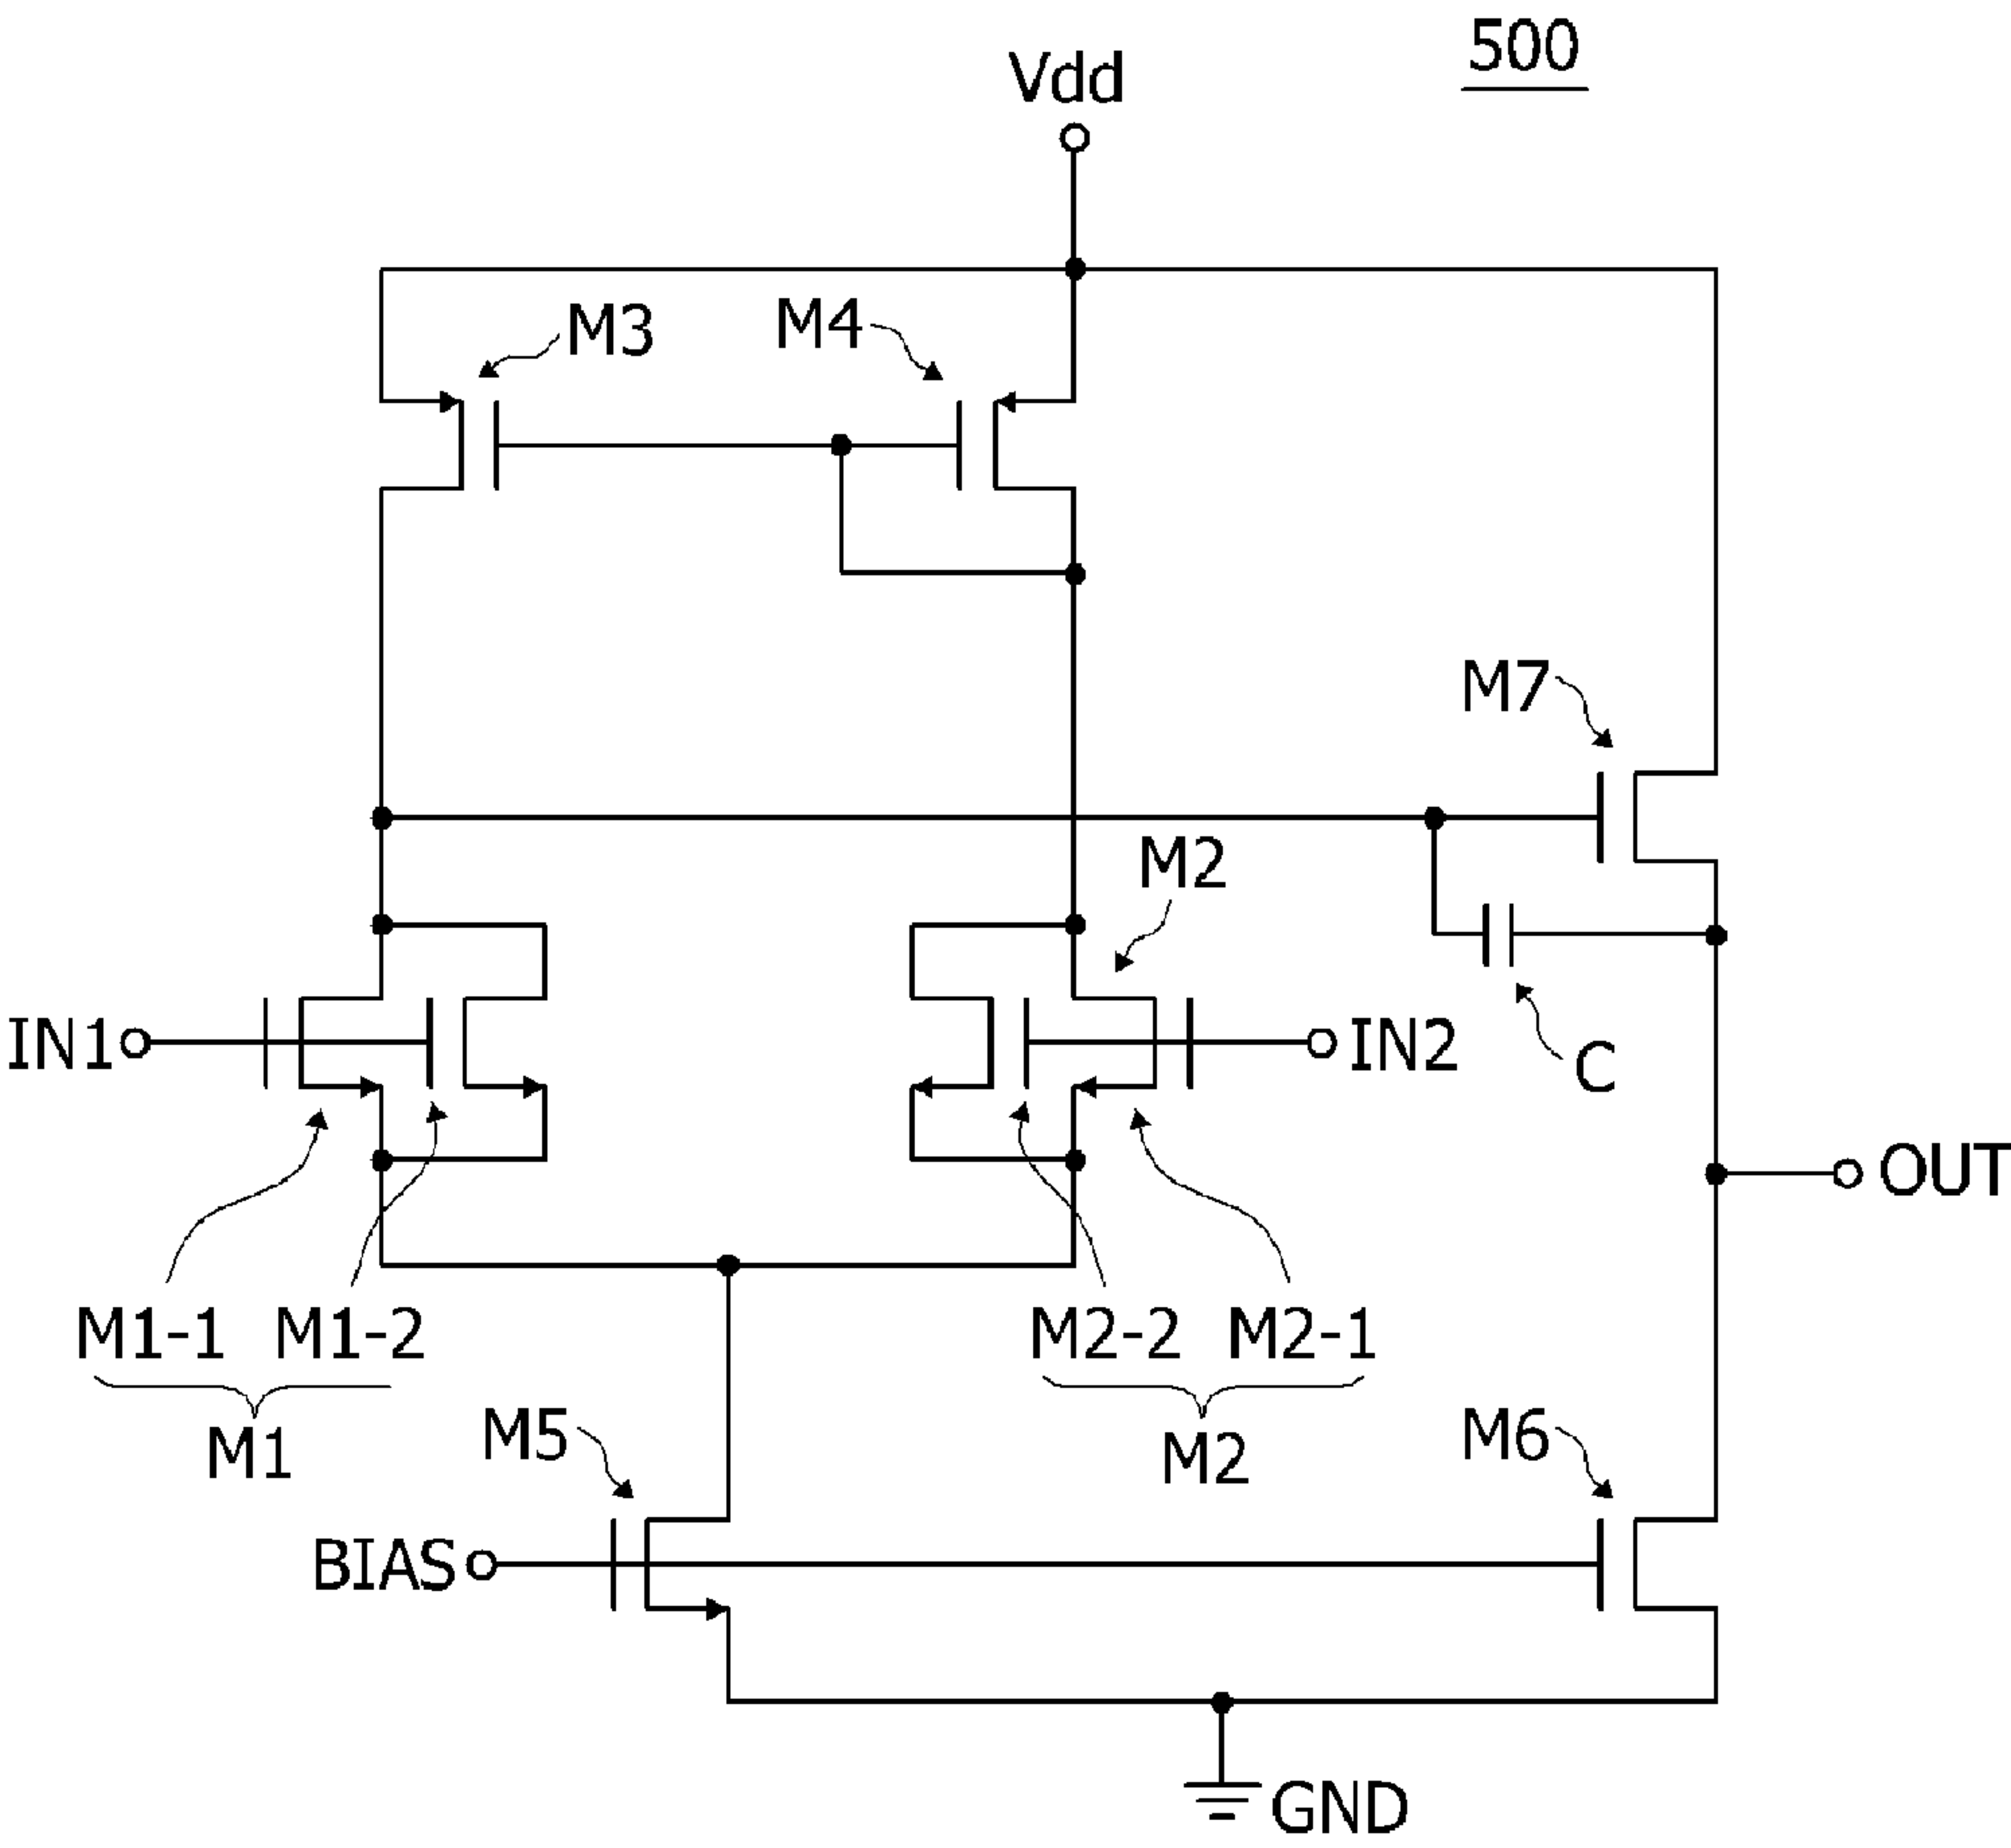 500
Vdd
M3
M4
M7
M2
IN1
IN2
C
OUT
M1-1
M1-2
M2-2
M2-1
M1
M5
M2
M6
BIAS
GND